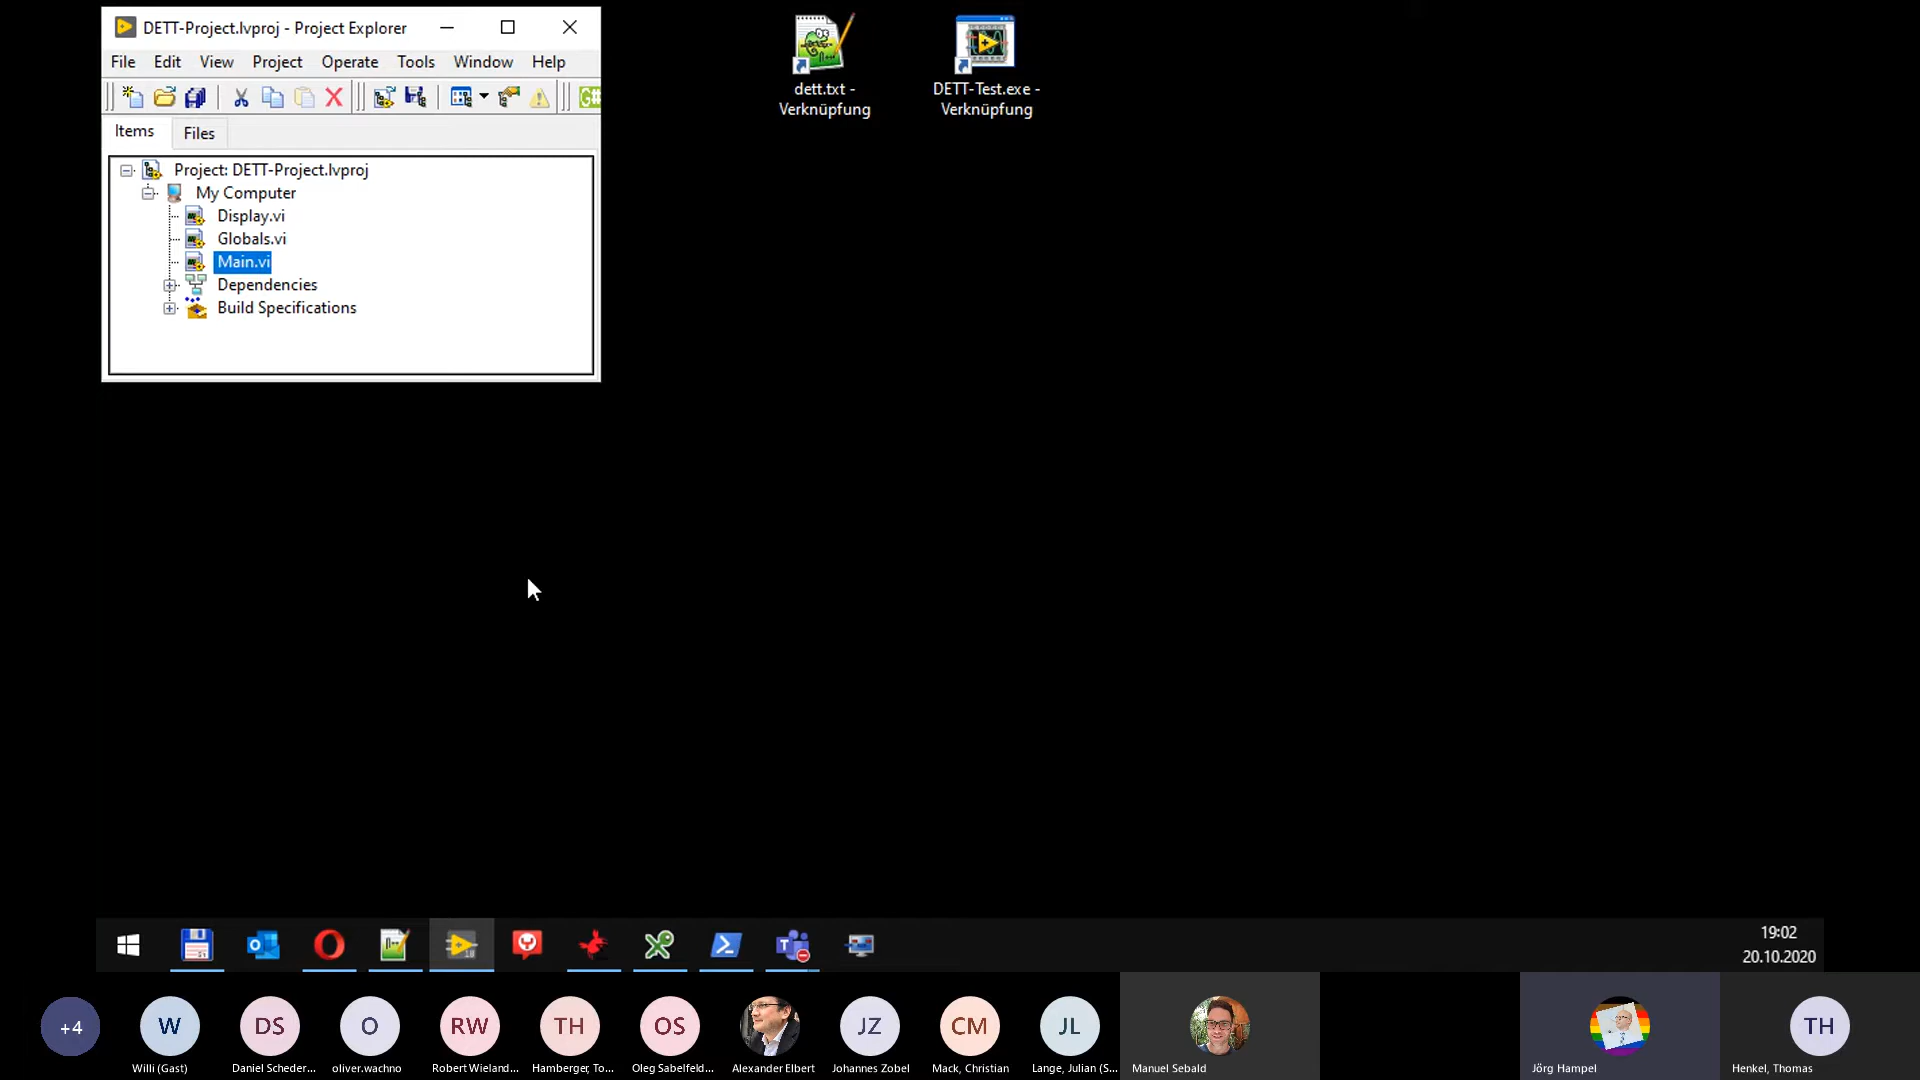 DETT-Project.lvproj - Project Explorer
File Edit View Project Operate Tools Window Help
Items Files
Project: DETT-Project.lvproj
My Computer
Display.vi
Globals.vi
Main.vi
Dependencies
Build Specifications
dett.txt -
Verknüpfung
DETT-Test.exe -
Verknüpfung
19:02
20.10.2020
+4
W
DS
O
RW
TH
OS
JZ
CM
JL
TH
Willi (Gast)
Daniel Scheder...
oliver.wachno
Robert Wieland...
Hamberger, To...
Oleg Sabelfeld...
Alexander Elbert
Johannes Zobel
Mack, Christian
Lange, Julian (S...
Manuel Sebald
Jörg Hampel
Henkel, Thomas